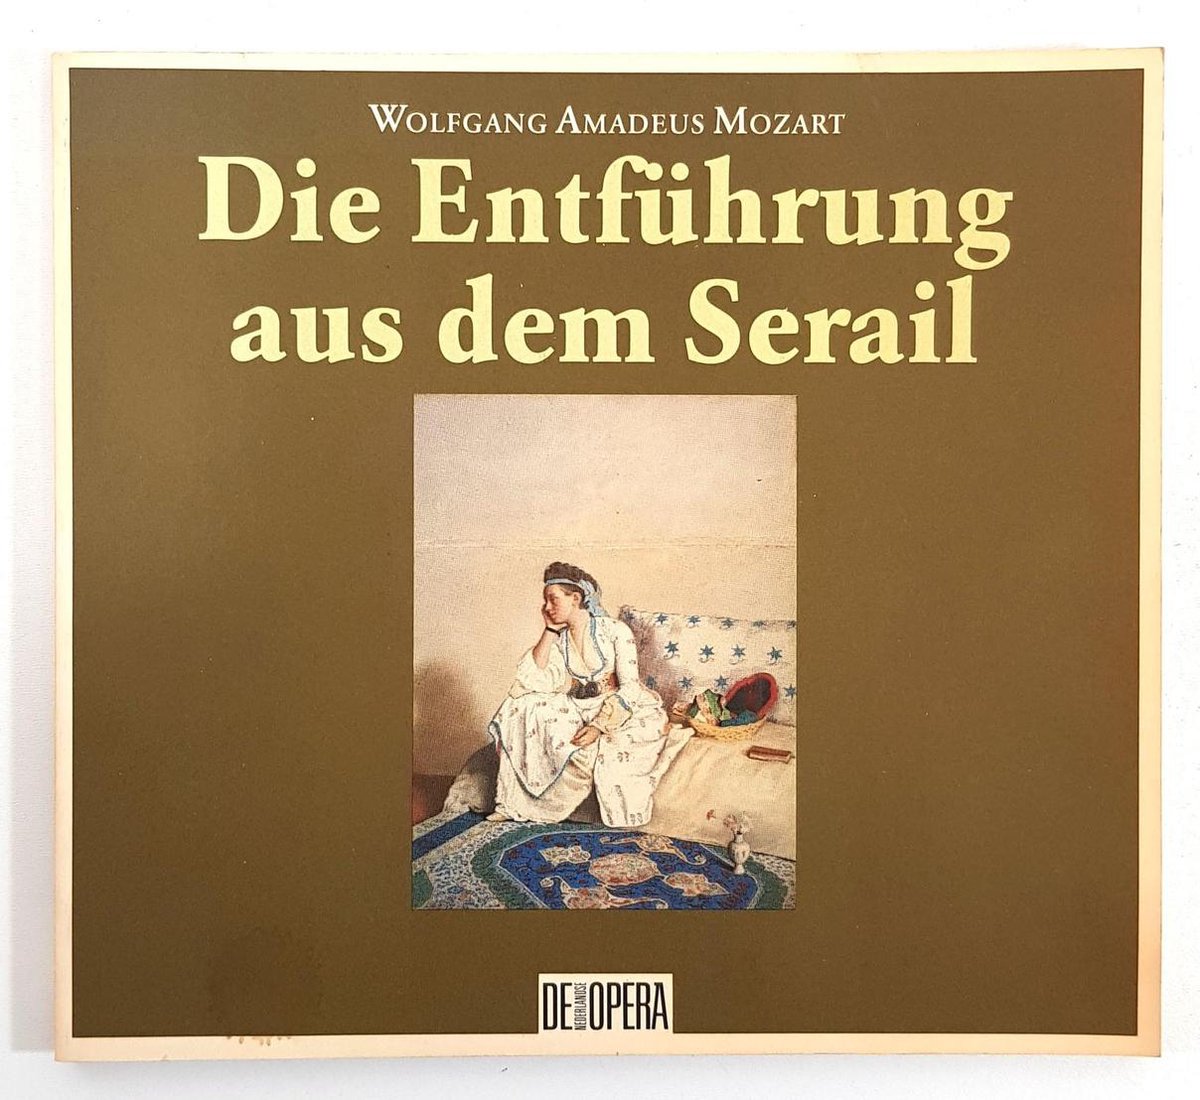 WOLFGANG AMADEUS MOZART
Die Entführung
aus dem Serail
DE NEDERLANDSE OPERA